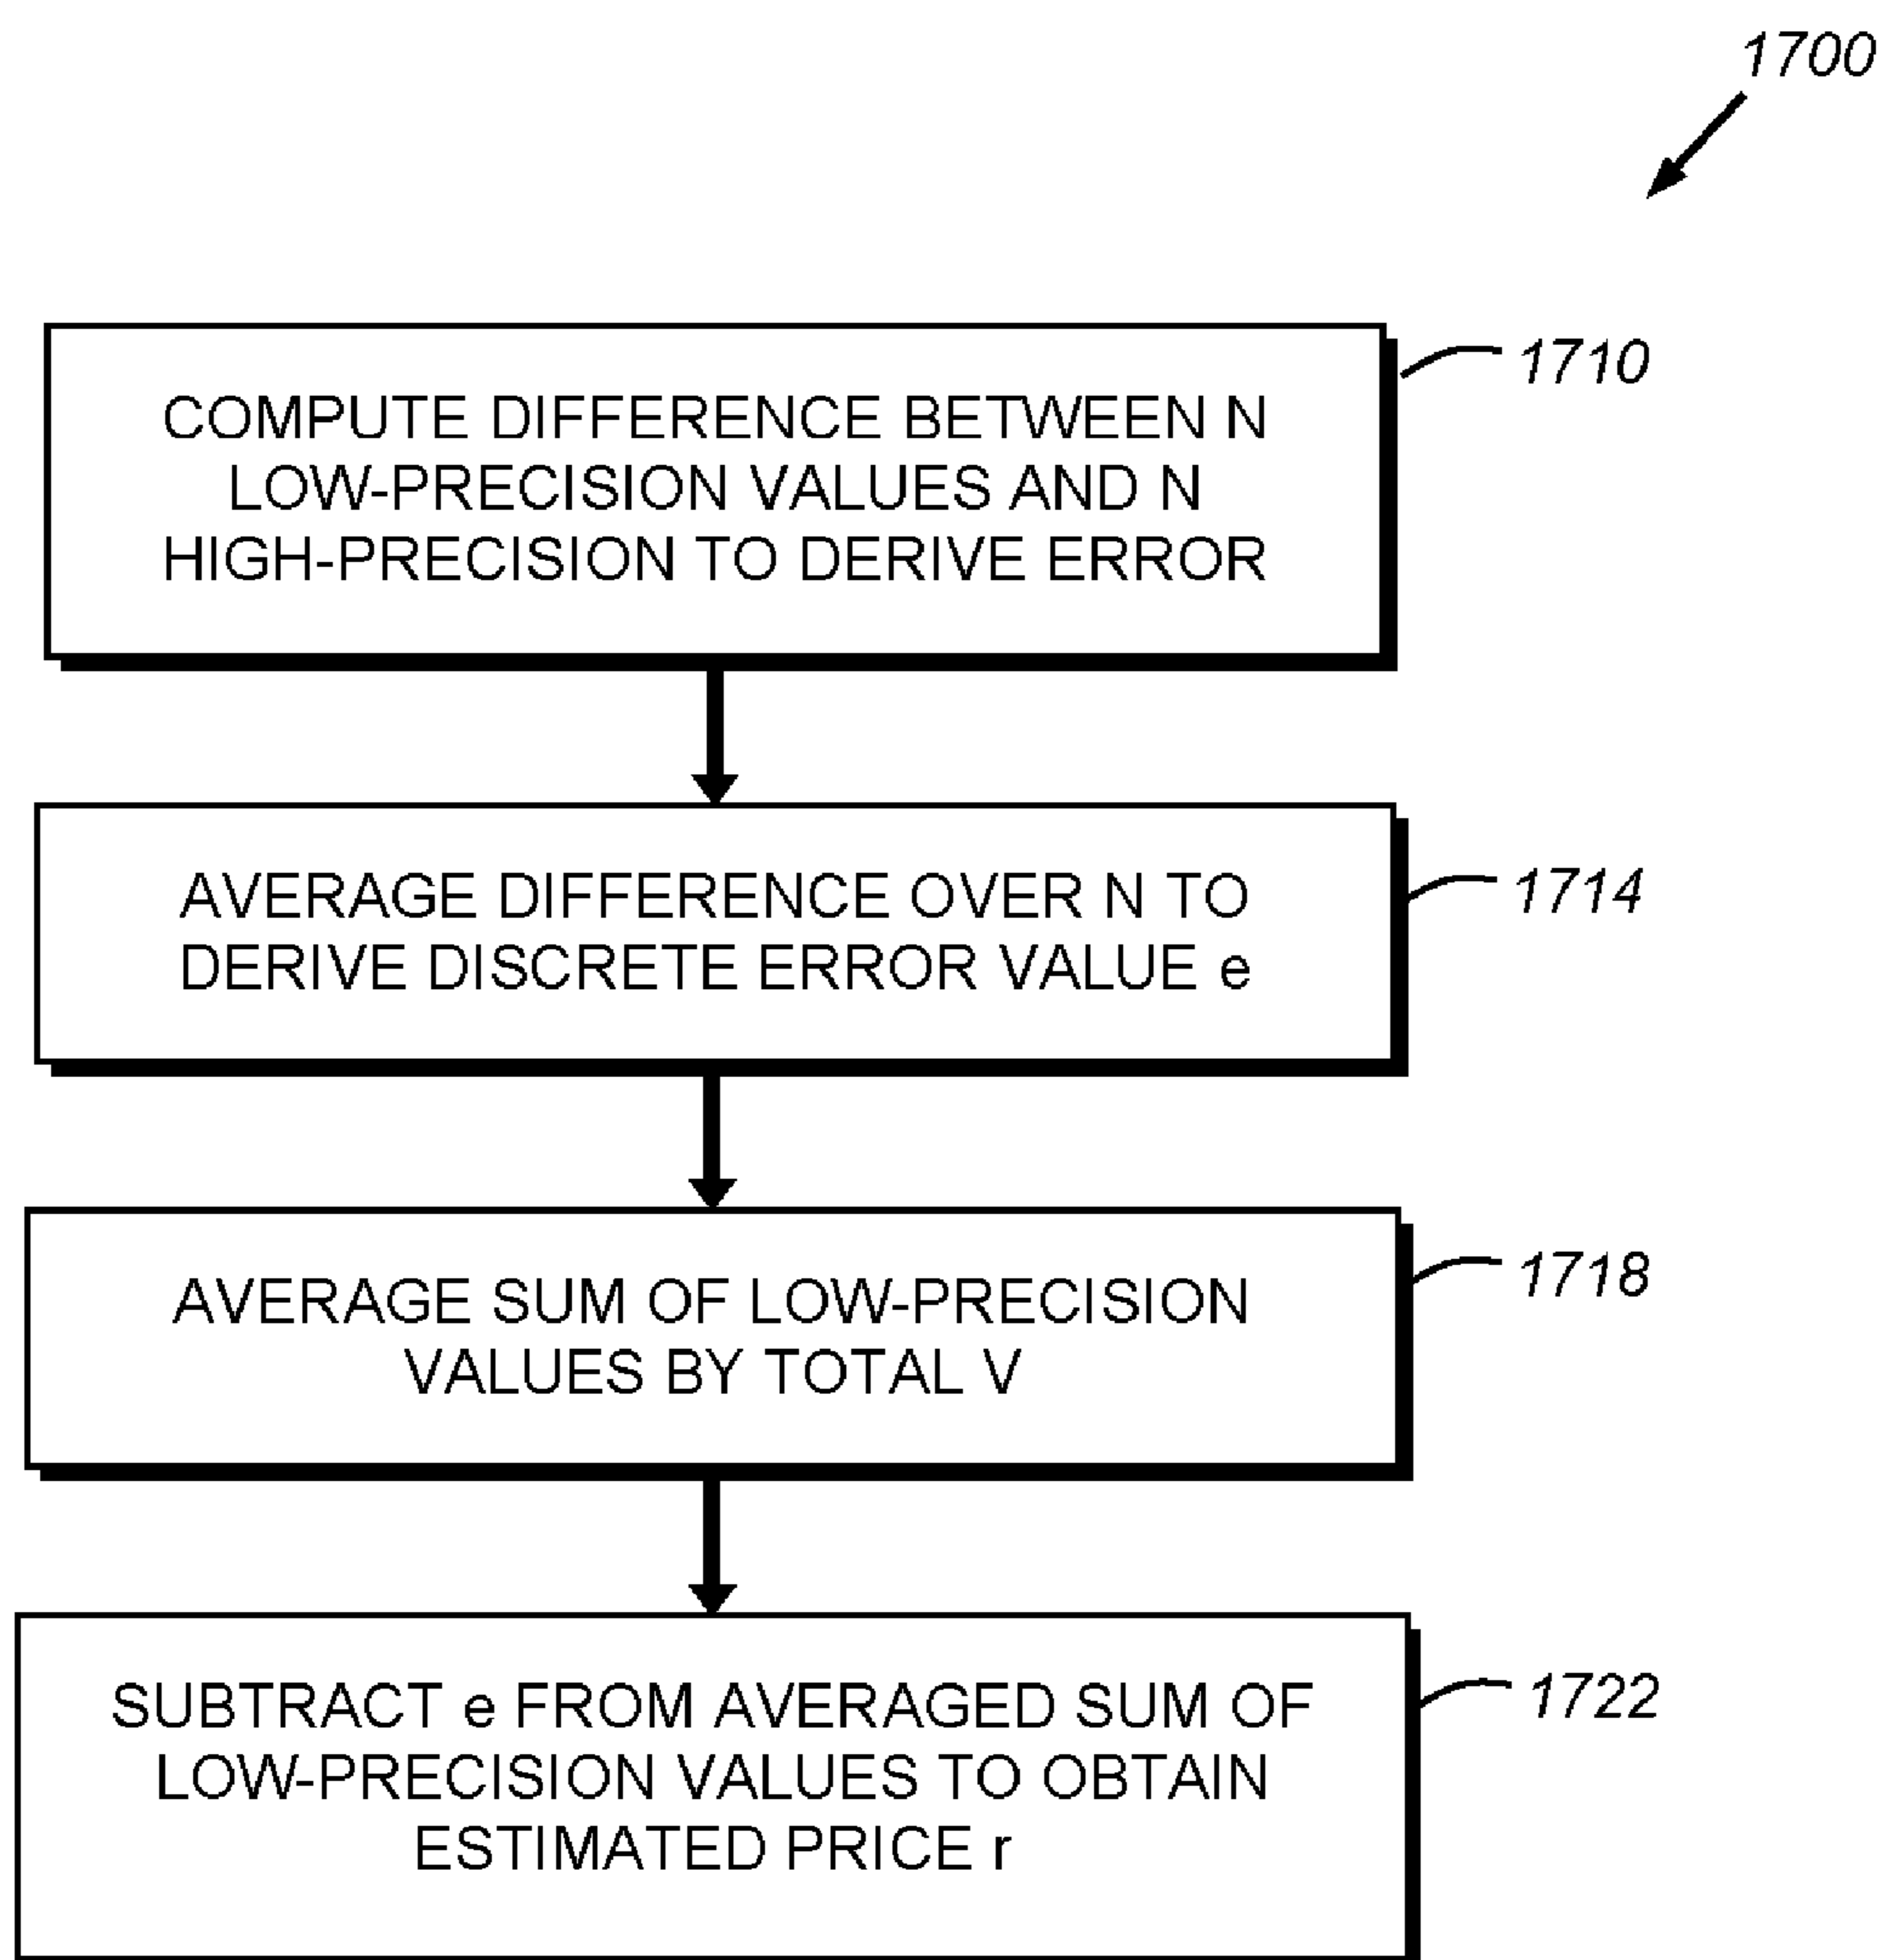 1700
COMPUTE DIFFERENCE BETWEEN N
LOW-PRECISION VALUES AND N
HIGH-PRECISION TO DERIVE ERROR
1710
AVERAGE DIFFERENCE OVER N TO
DERIVE DISCRETE ERROR VALUE e
1714
AVERAGE SUM OF LOW-PRECISION
VALUES BY TOTAL V
1718
SUBTRACT e FROM AVERAGED SUM OF
LOW-PRECISION VALUES TO OBTAIN
ESTIMATED PRICE r
1722